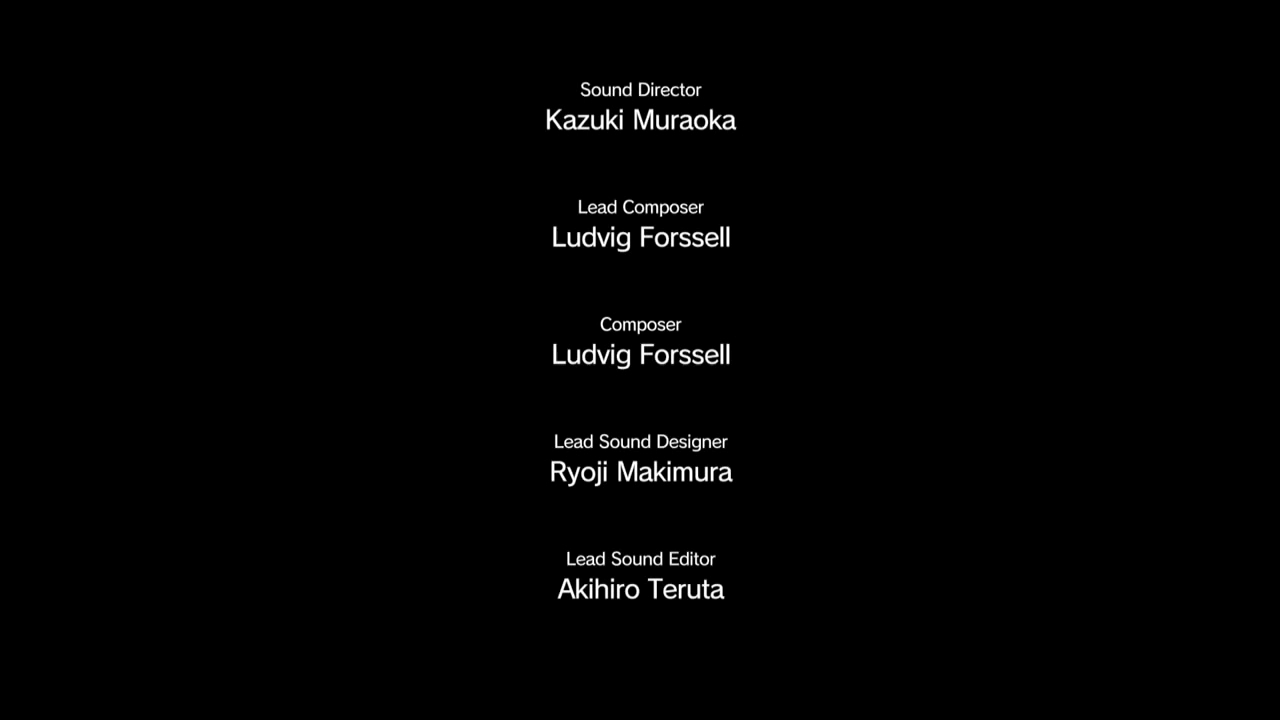 Sound Director
Kazuki Muraoka
Lead Composer
Ludvig Forssell
Composer
Ludvig Forssell
Lead Sound Designer
Ryoji Makimura
Lead Sound Editor
Akihiro Teruta